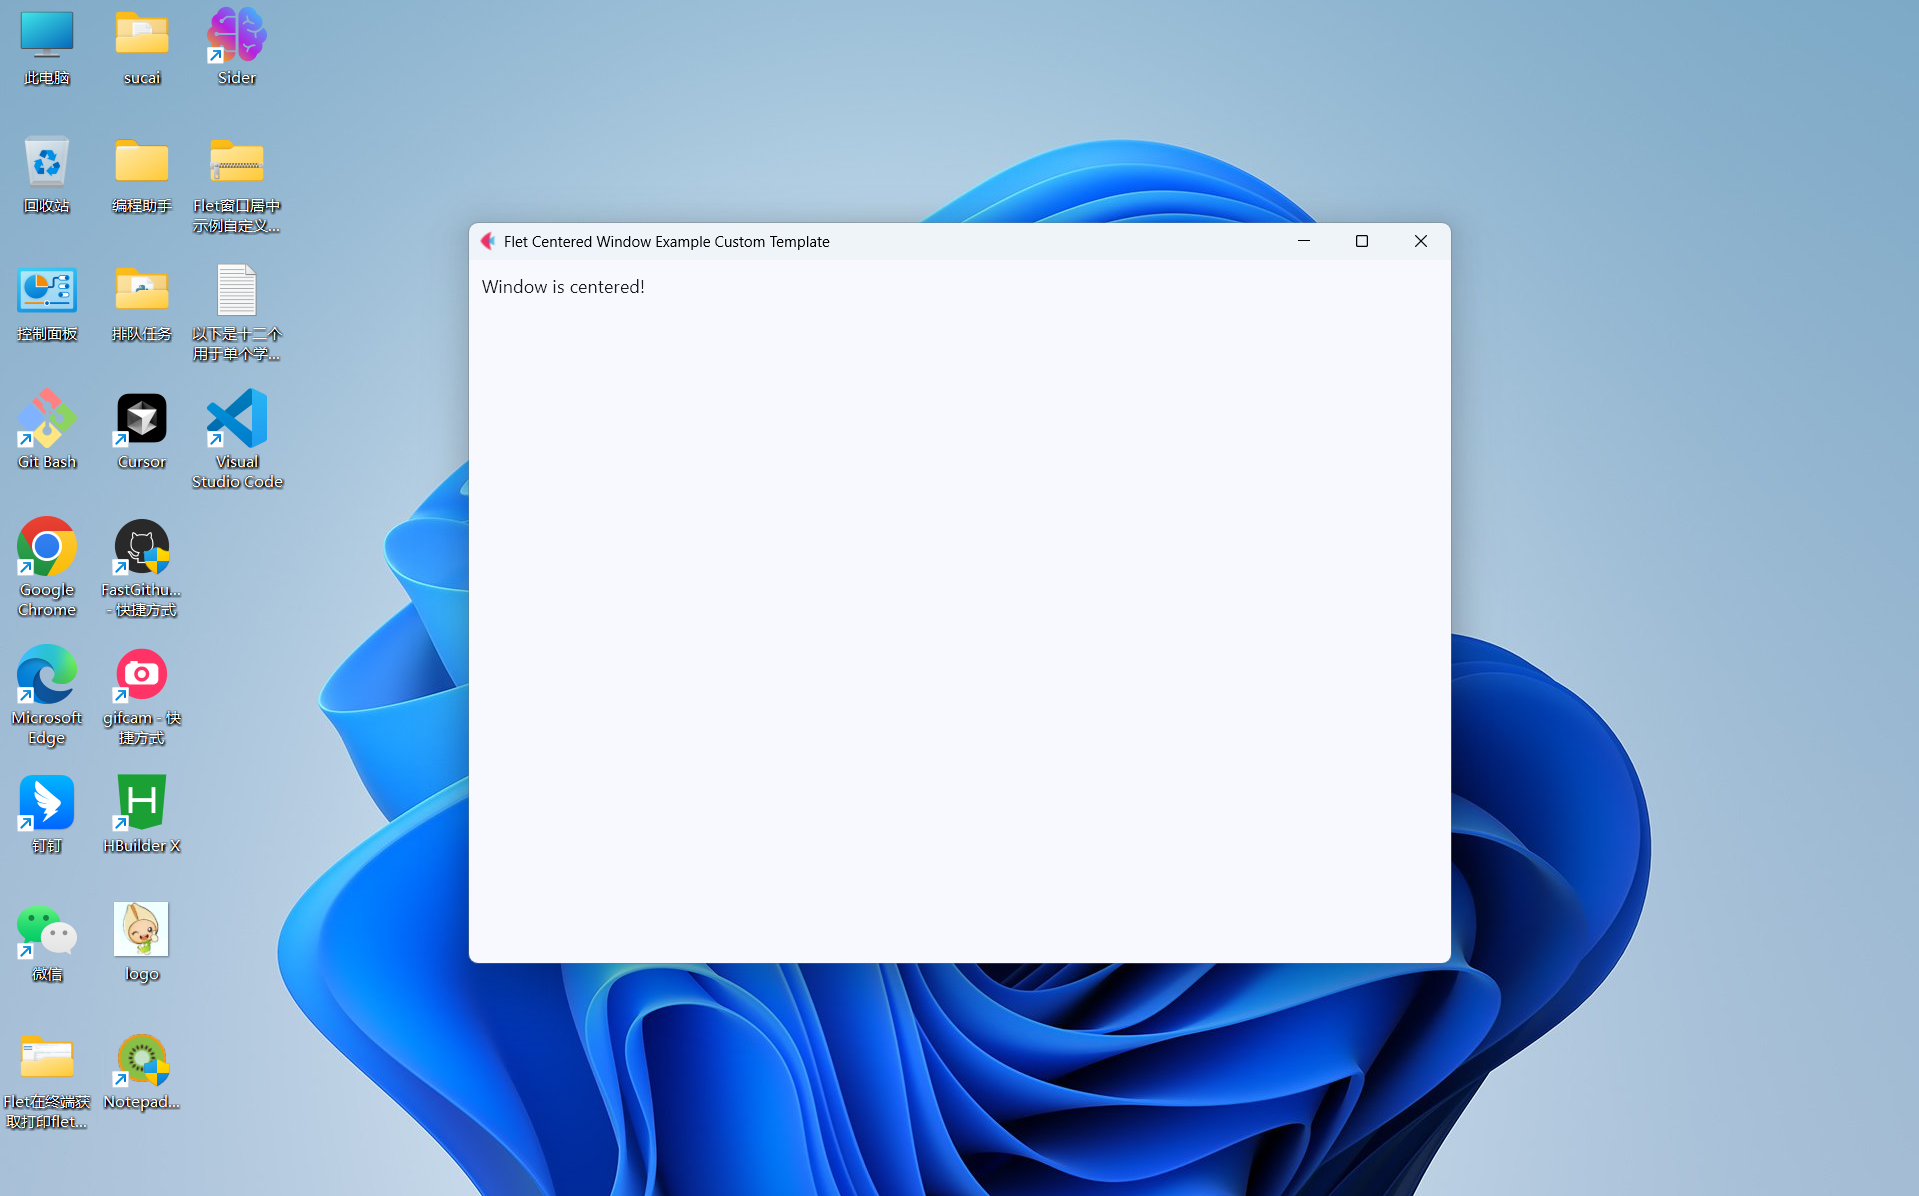 此电脑
sucai
Sider
回收站
编程助手
Flet窗口居中
示例自定义...
控制面板
排队任务
以下是十二个
用于单个学...
Git Bash
Cursor
Visual
Studio Code
Google
Chrome
FastGithu...
- 快捷方式
Microsoft
Edge
gifcam - 快
捷方式
钉钉
HBuilder X
微信
logo
Flet在终端获
取打印flet...
Notepad...
Flet Centered Window Example Custom Template
Window is centered!